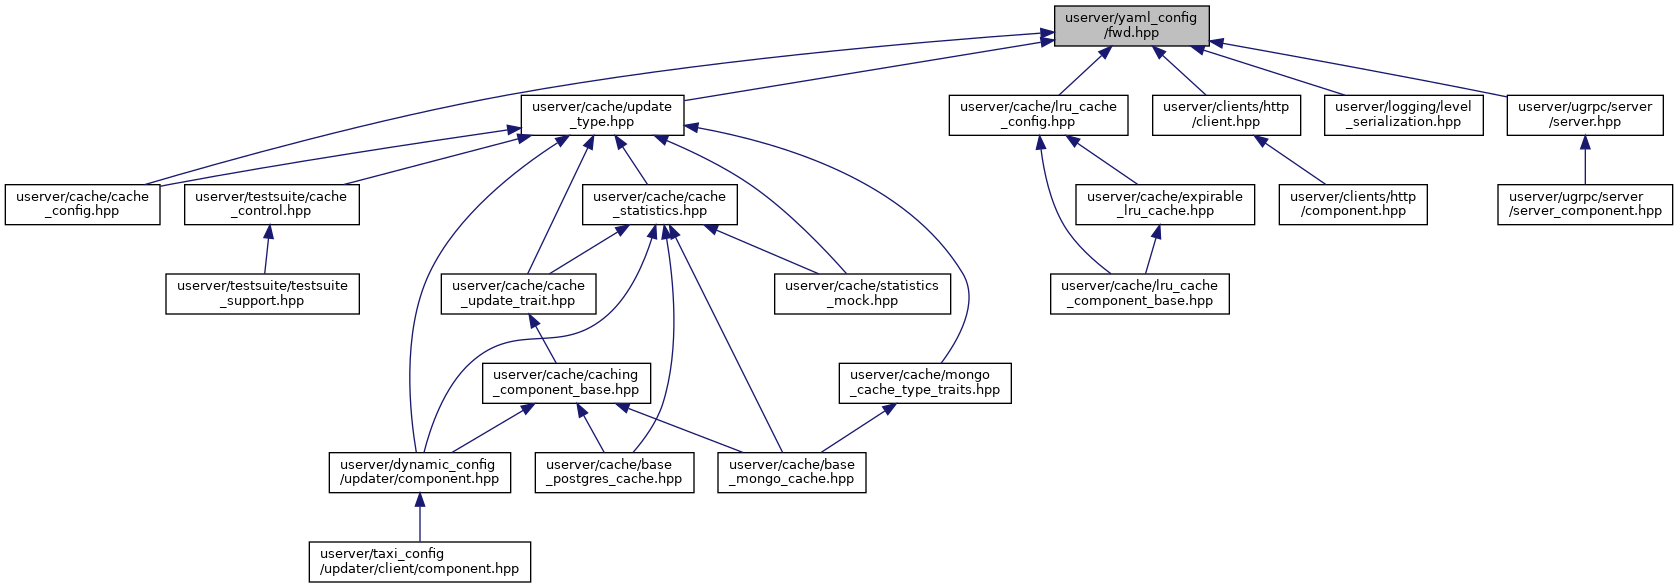 userver/yaml_config
/fwd.hpp
userver/cache/update
_type.hpp
userver/cache/lru_cache
_config.hpp
userver/clients/http
/client.hpp
userver/logging/level
_serialization.hpp
userver/ugrpc/server
/server.hpp
userver/cache/cache
_config.hpp
userver/testsuite/cache
_control.hpp
userver/cache/cache
_statistics.hpp
userver/cache/expirable
_lru_cache.hpp
userver/clients/http
/component.hpp
userver/ugrpc/server
/server_component.hpp
userver/testsuite/testsuite
_support.hpp
userver/cache/cache
_update_trait.hpp
userver/cache/statistics
_mock.hpp
userver/cache/lru_cache
_component_base.hpp
userver/cache/caching
_component_base.hpp
userver/cache/mongo
_cache_type_traits.hpp
userver/dynamic_config
/updater/component.hpp
userver/cache/base
_postgres_cache.hpp
userver/cache/base
_mongo_cache.hpp
userver/taxi_config
/updater/client/component.hpp